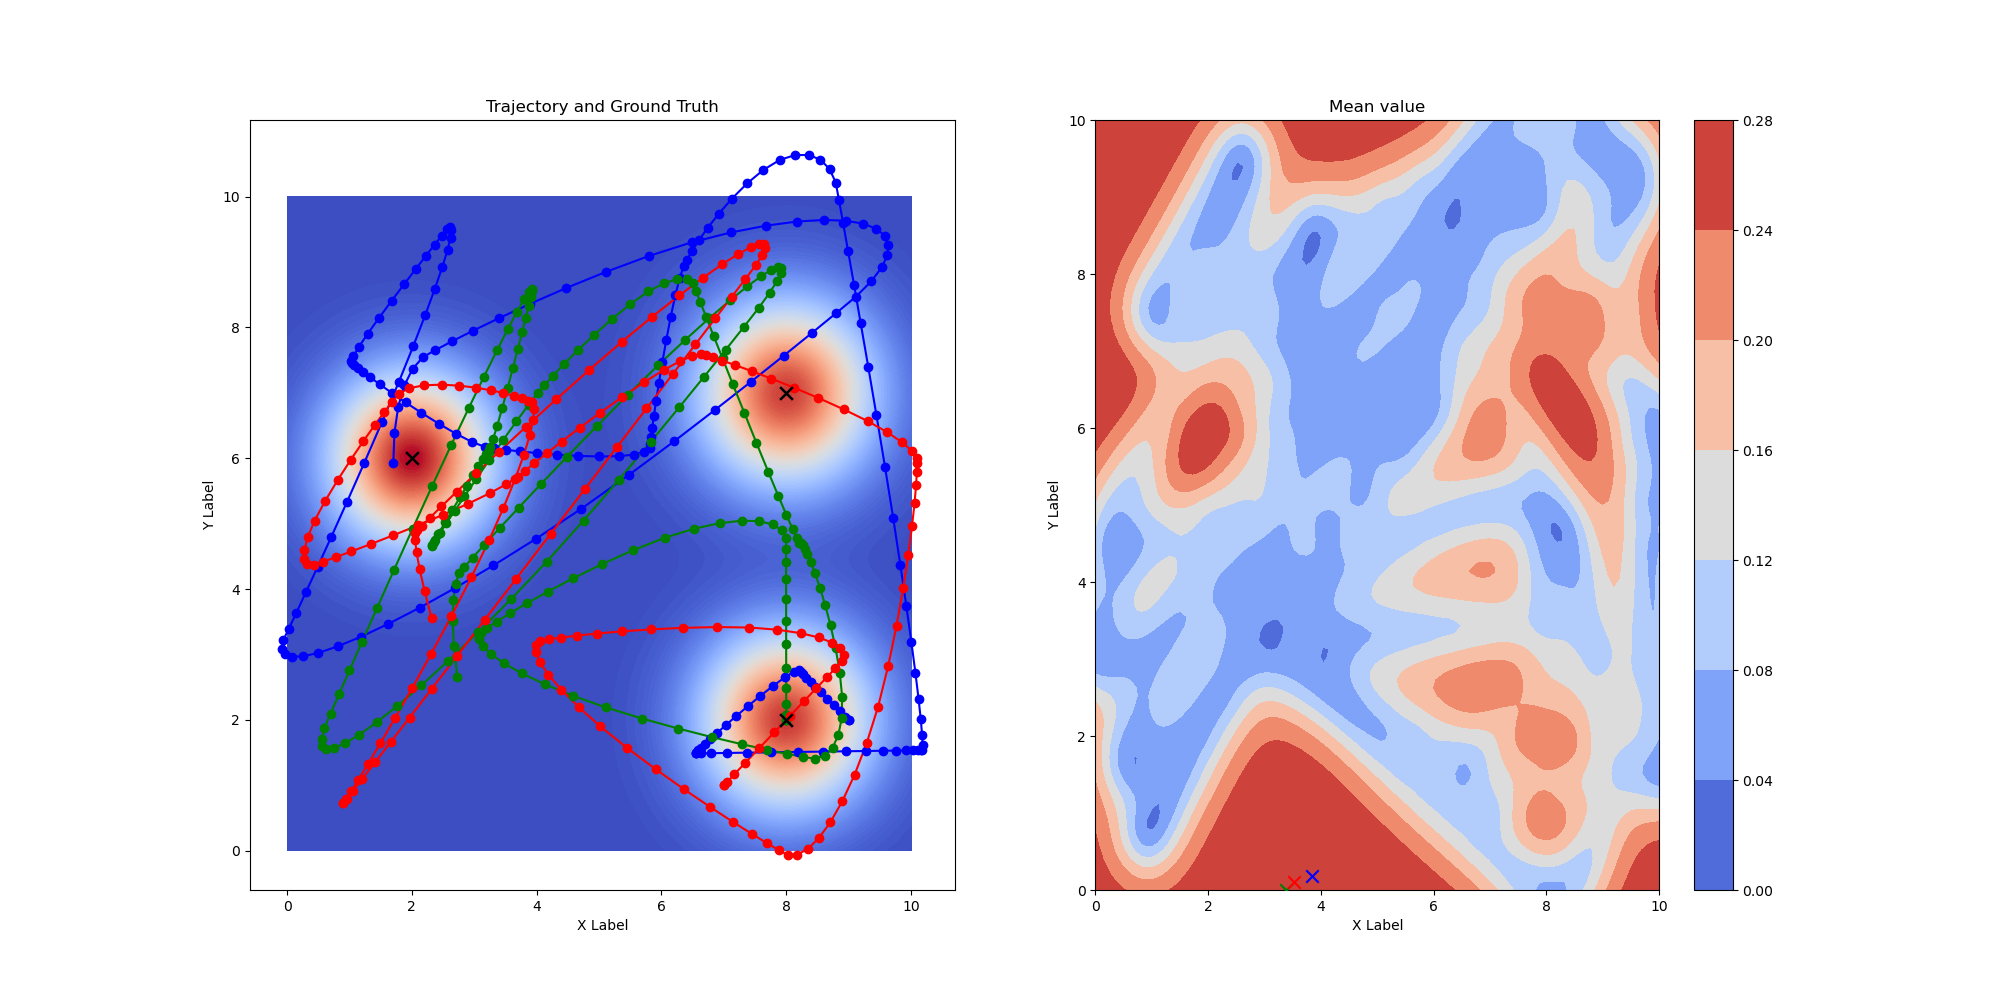 Trajectory and Ground Truth
Y Label
10
8
6
4
2
0
0 2 4 6 8 10
X Label
Mean value
Y Label
10
8
6
4
2
0
0 2 4 6 8 10
X Label
0.28
0.24
0.20
0.16
0.12
0.08
0.04
0.00